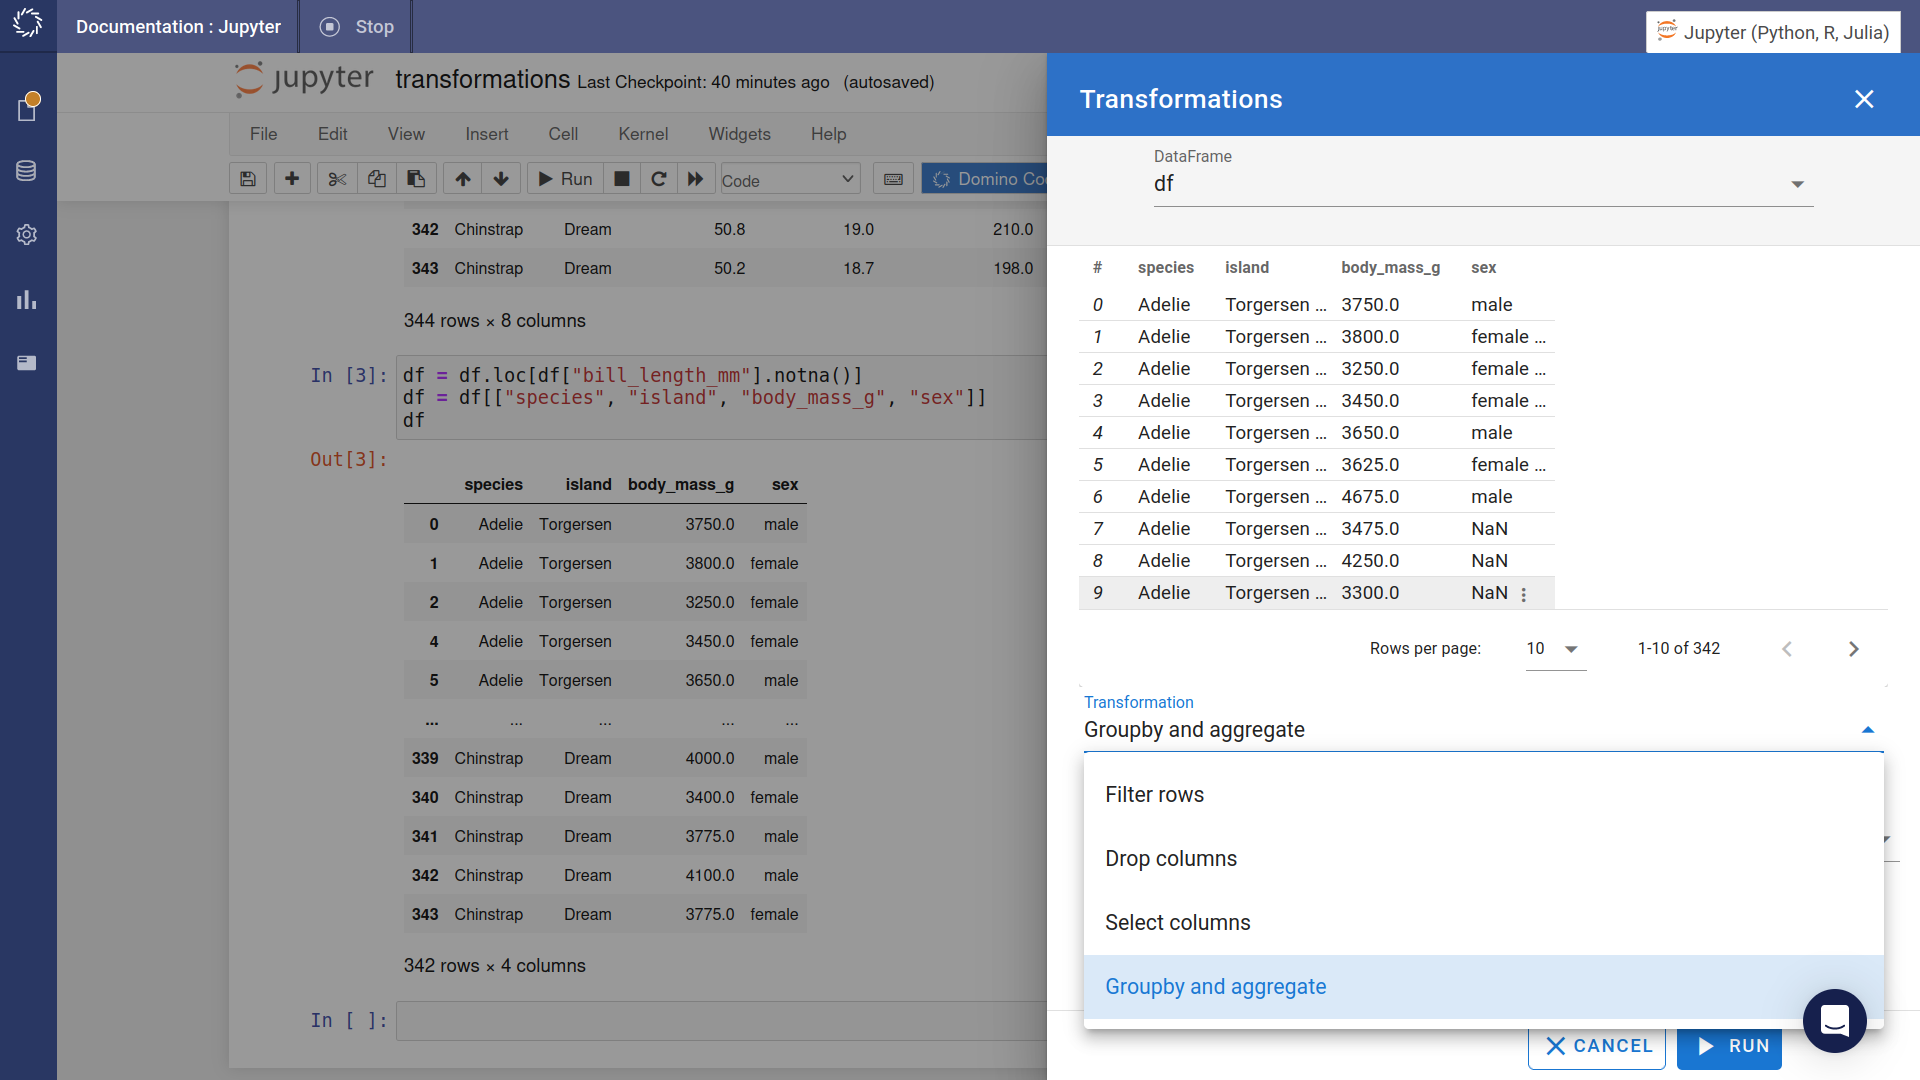 Documentation : Jupyter
Stop
Jupyter (Python, R, Julia)
jupyter transformations Last Checkpoint: 40 minutes ago (autosaved)
File Edit View Insert Cell Kernel Widgets Help
Run Code Domino
342 Chinstrap Dream 50.8 19.0 210.0
343 Chinstrap Dream 50.2 18.7 198.0
344 rows × 8 columns
In [3]: df = df.loc[df["bill_length_mm"].notna()]
df = df[["species", "island", "body_mass_g", "sex"]]
df
Out[3]:
species island body_mass_g sex
0 Adelie Torgersen 3750.0 male
1 Adelie Torgersen 3800.0 female
2 Adelie Torgersen 3250.0 female
4 Adelie Torgersen 3450.0 female
5 Adelie Torgersen 3650.0 male
... ... ... ... ...
339 Chinstrap Dream 4000.0 male
340 Chinstrap Dream 3400.0 female
341 Chinstrap Dream 3775.0 male
342 Chinstrap Dream 4100.0 male
343 Chinstrap Dream 3775.0 female
342 rows × 4 columns
In [ ]:
Transformations
DataFrame
df
# species island body_mass_g sex
0 Adelie Torgersen ... 3750.0 male
1 Adelie Torgersen ... 3800.0 female ...
2 Adelie Torgersen ... 3250.0 female ...
3 Adelie Torgersen ... 3450.0 female ...
4 Adelie Torgersen ... 3650.0 male
5 Adelie Torgersen ... 3625.0 female ...
6 Adelie Torgersen ... 4675.0 male
7 Adelie Torgersen ... 3475.0 NaN
8 Adelie Torgersen ... 4250.0 NaN
9 Adelie Torgersen ... 3300.0 NaN
Rows per page: 10 1-10 of 342
Transformation
Groupby and aggregate
Filter rows
Drop columns
Select columns
Groupby and aggregate
CANCEL
RUN